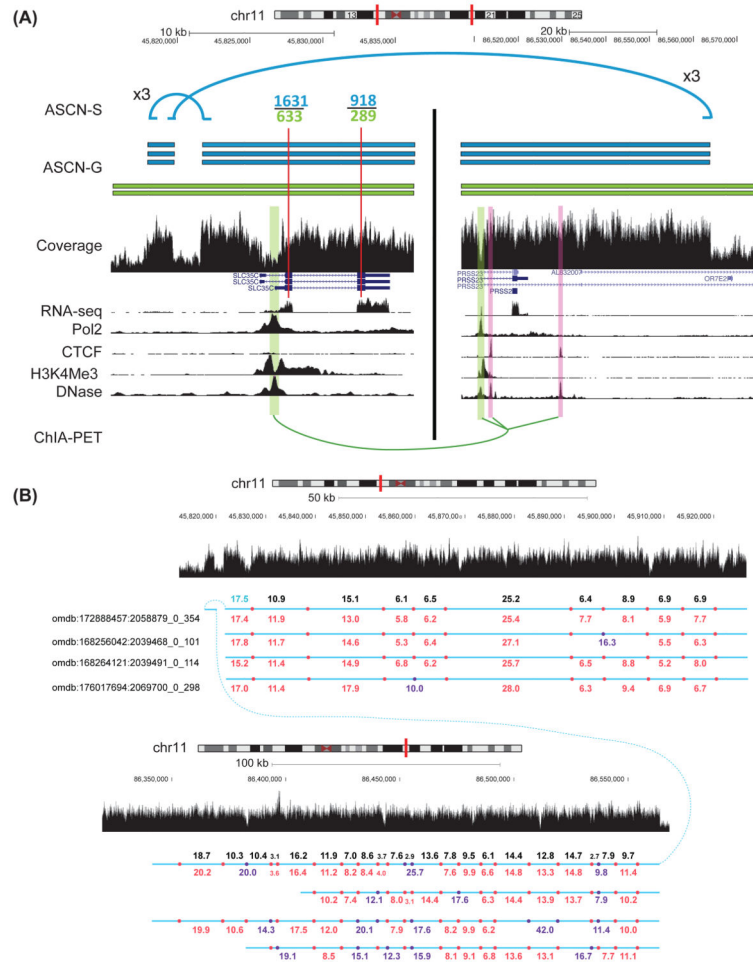 (A)
chr11
13
21
25
10 kb
20 kb
45,820,000
45,825,000
45,830,000
45,835,000
86,520,000
86,530,000
86,540,000
86,550,000
86,560,000
86,570,000
x3
x3
ASCN-S
1631
633
918
289
ASCN-G
Coverage
SLC35C
SLC35C
SLC35C
PRSS23
PRSS23
PRSS23
PRSS2
OR7E2
RNA-seq
Pol2
CTCF
H3K4Me3
DNase
ChIA-PET
(B)
chr11
50 kb
45,820,000
45,830,000
45,840,000
45,850,000
45,860,000
45,870,000
45,880,000
45,890,000
45,900,000
45,910,000
45,920,000
17.5 10.9 15.1 6.1 6.5 25.2 6.4 8.9 6.9 6.9
omdb:172888457:2058879_0_354 17.4 11.9 13.0 5.8 6.2 25.4 7.7 8.1 5.9 7.7
omdb:168256042:2039468_0_101 17.8 11.7 14.6 5.3 6.4 27.1 16.3 5.5 6.3
omdb:168264121:2039491_0_114 15.2 11.4 14.9 6.8 6.2 25.7 6.5 8.8 5.2 8.0
omdb:176017694:2069700_0_298 17.0 11.4 17.9 10.0 28.0 6.3 9.4 6.9 6.7
chr11
100 kb
86,350,000
86,400,000
86,450,000
86,500,000
86,550,000
18.7 10.3 10.4 3.1 16.2 11.9 7.0 8.6 3.7 7.6 2.9 13.6 7.8 9.5 6.1 14.4 12.8 14.7 2.7 7.9 9.7
20.2 20.0 3.6 16.4 11.2 8.2 8.4 4.0 25.7 7.6 9.9 6.6 14.8 13.3 14.8 9.8 11.4
10.2 7.4 12.1 8.0 3.1 14.4 17.6 6.3 14.4 13.9 13.7 7.9 10.2
19.9 10.6 14.3 17.5 12.0 20.1 7.9 17.6 8.2 9.9 6.2 42.0 11.4 10.0
19.1 8.5 15.1 12.3 15.9 8.1 9.1 6.8 13.6 13.1 16.7 7.7 11.1